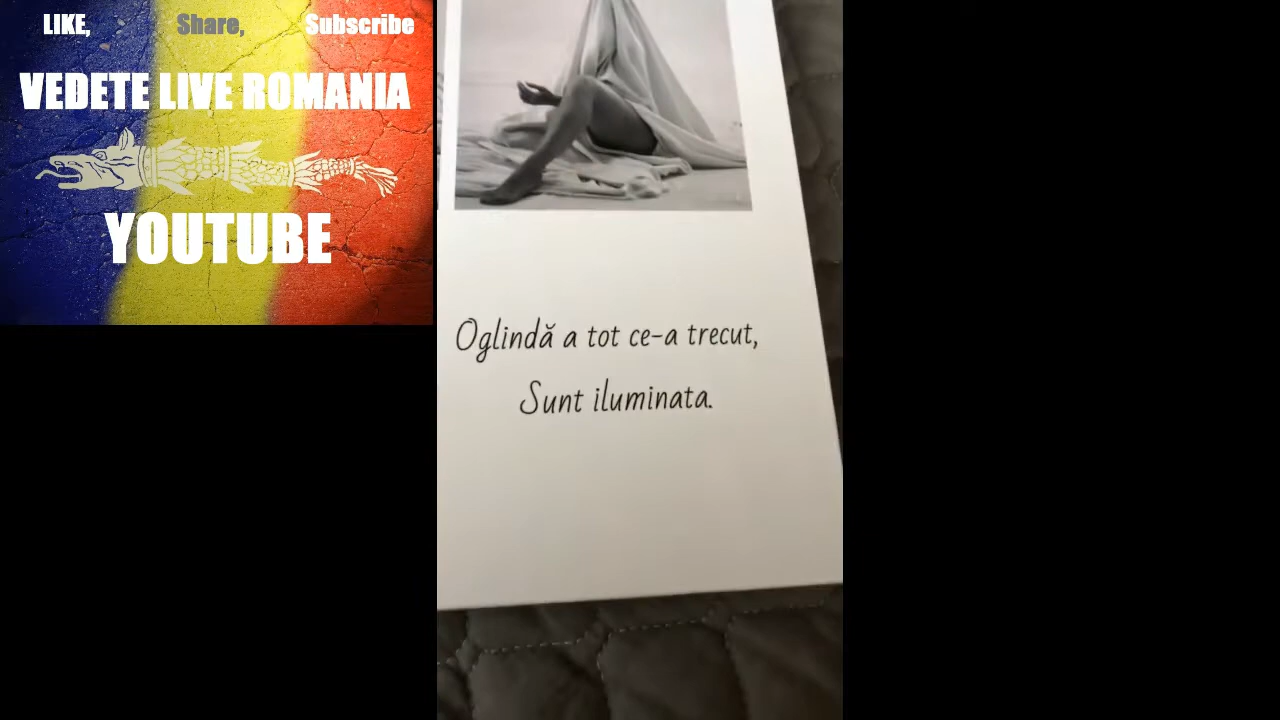 LIKE, Share, Subscribe
VEDETE LIVE ROMANIA
YOUTUBE
Oglindă a tot ce-a trecut,
Sunt iluminata.